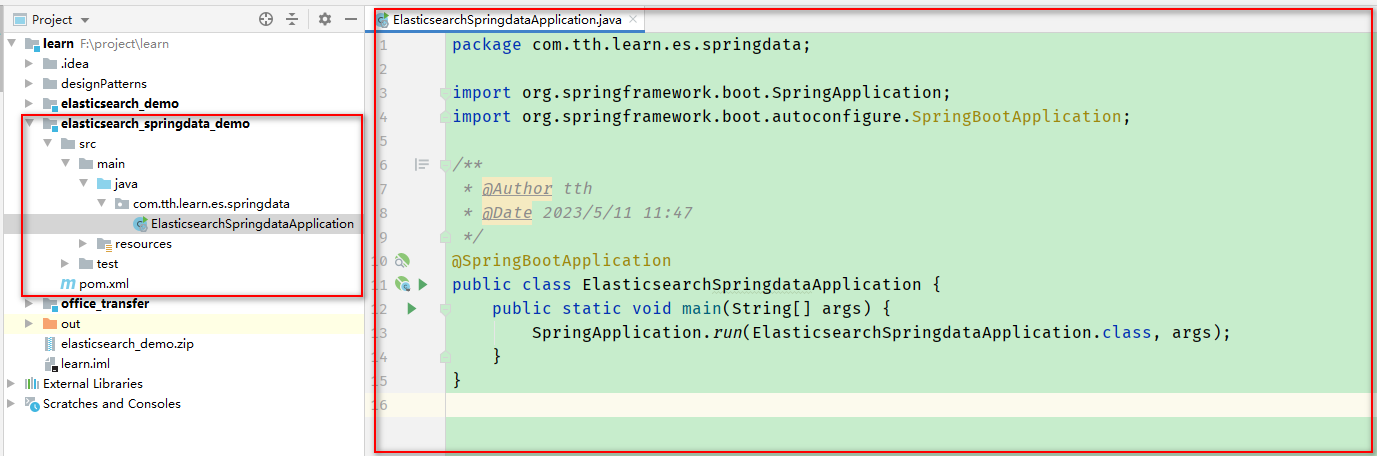 Project
learn F:\project\learn
.idea
designPatterns
elasticsearch_demo
elasticsearch_springdata_demo
src
main
java
com.tth.learn.es.springdata
ElasticsearchSpringdataApplication
resources
test
pom.xml
office_transfer
out
elasticsearch_demo.zip
learn.iml
External Libraries
Scratches and Consoles
ElasticsearchSpringdataApplication.java
1 package com.tth.learn.es.springdata;
2
3 import org.springframework.boot.SpringApplication;
4 import org.springframework.boot.autoconfigure.SpringBootApplication;
5
6 /**
7 * @Author tth
8 * @Date 2023/5/11 11:47
9 */
10 @SpringBootApplication
11 public class ElasticsearchSpringdataApplication {
12 public static void main(String[] args) {
13 SpringApplication.run(ElasticsearchSpringdataApplication.class, args);
14 }
15 }
16